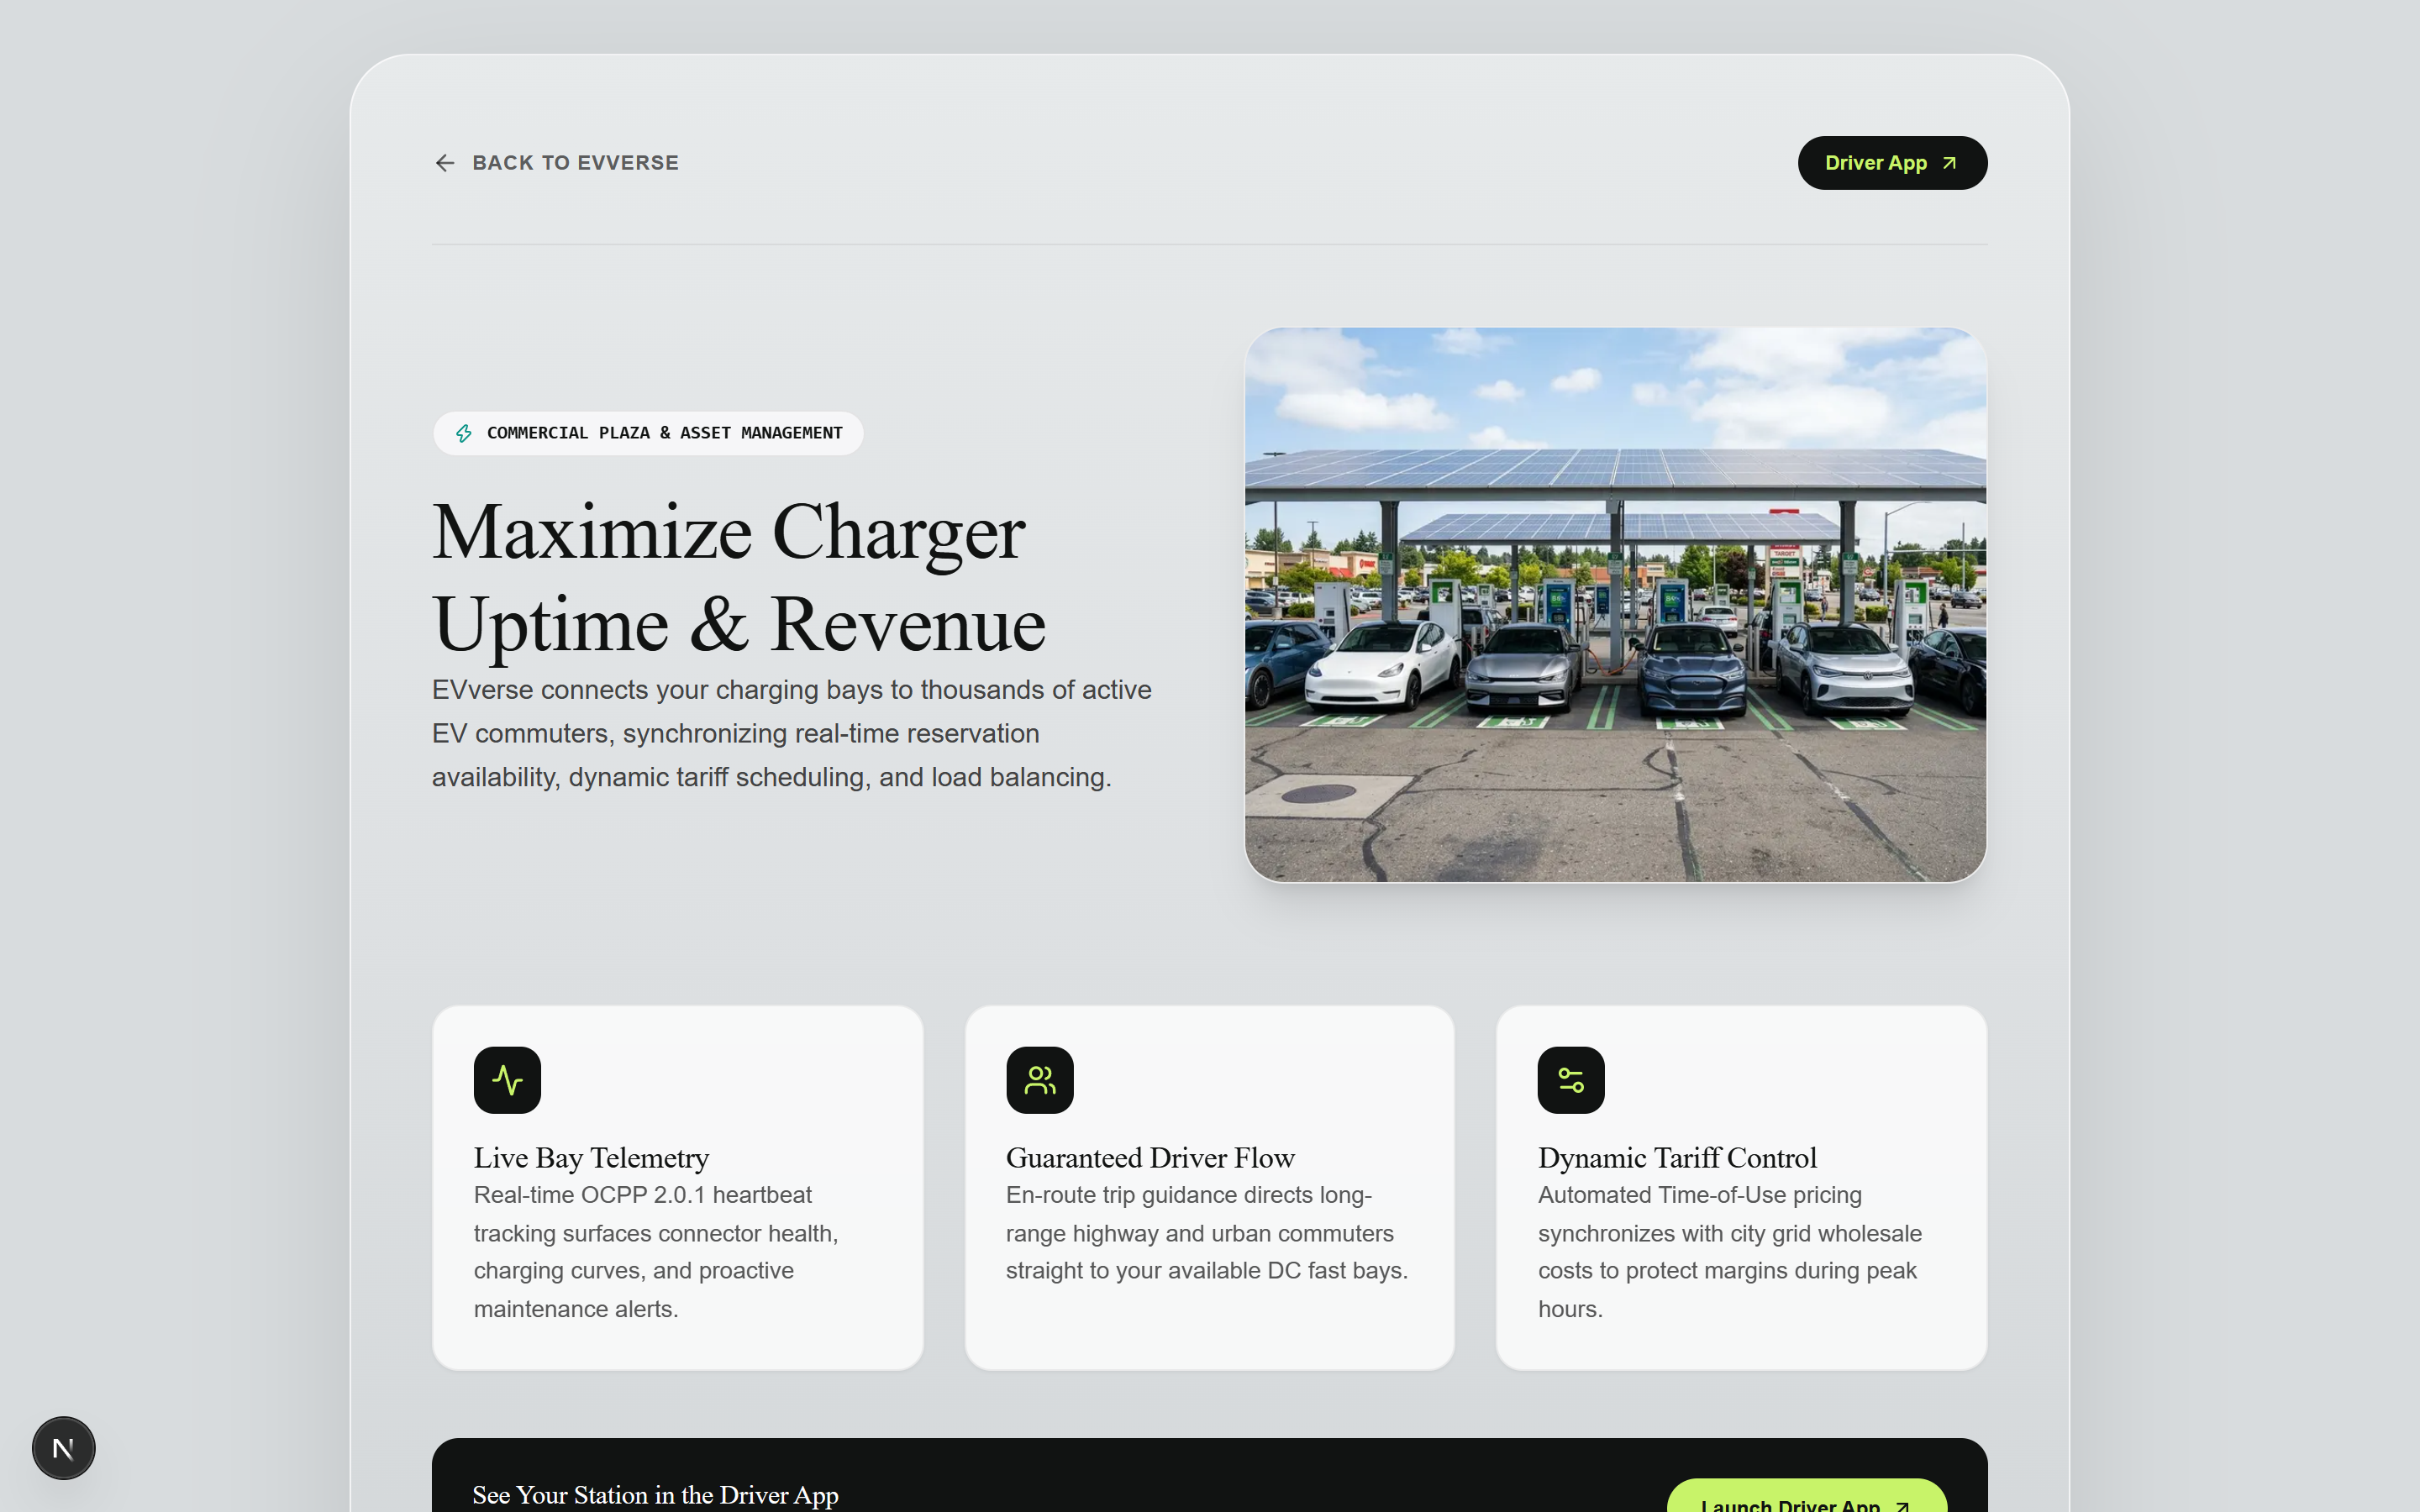 BACK TO EVVERSE
Driver App
COMMERCIAL PLAZA & ASSET MANAGEMENT
Maximize Charger
Uptime & Revenue
EVverse connects your charging bays to thousands of active
EV commuters, synchronizing real-time reservation
availability, dynamic tariff scheduling, and load balancing.
TARGET
Live Bay Telemetry
Real-time OCPP 2.0.1 heartbeat
tracking surfaces connector health,
charging curves, and proactive
maintenance alerts.
Guaranteed Driver Flow
En-route trip guidance directs long-
range highway and urban commuters
straight to your available DC fast bays.
Dynamic Tariff Control
Automated Time-of-Use pricing
synchronizes with city grid wholesale
costs to protect margins during peak
hours.
N
See Your Station in the Driver App
Launch Driver App